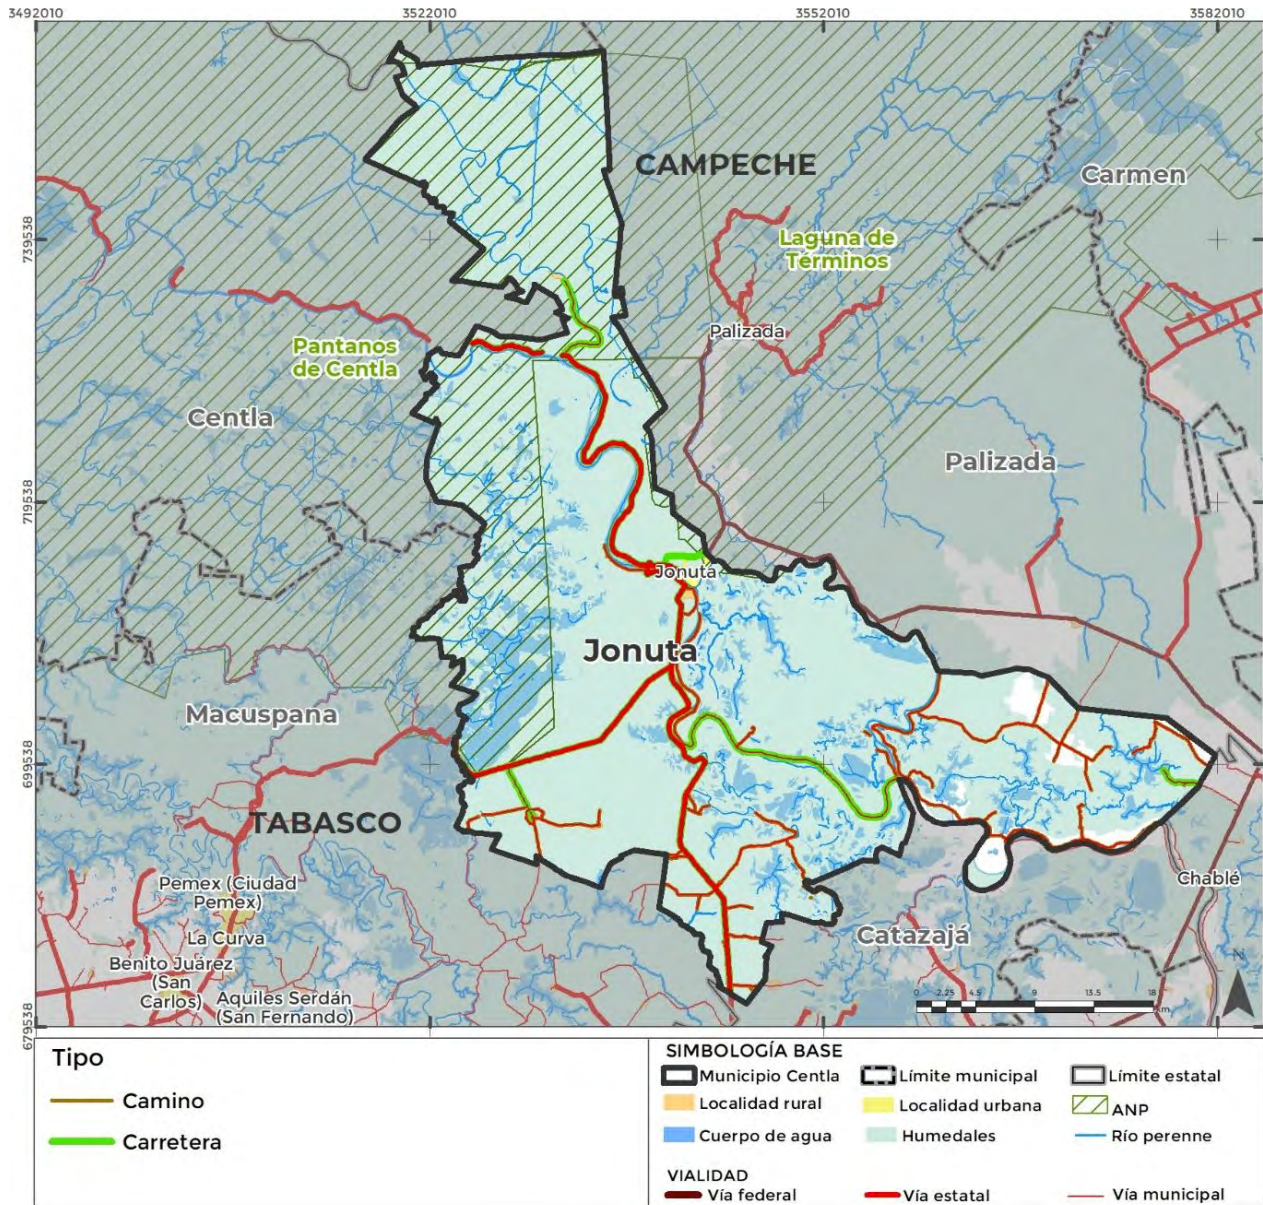 3492010
3522010
3552010
3582010
CAMPECHE
Carmen
739538
Laguna de
Términos
Palizada
Pantanos
de Centla
Centla
Palizada
719538
Jonuta
Jonuta
Macuspana
699538
TABASCO
Pemex (Ciudad
Pemex)
Chablé
La Curva
Catazajá
Benito Juárez
(San
Carlos)
Aquiles Serdán
(San Fernando)
N
0 2.25 4.5 9 13.5 18
Km
679538
Tipo
Camino
Carretera
SIMBOLOGÍA BASE
Municipio Centla
Límite municipal
Límite estatal
Localidad rural
Localidad urbana
ANP
Cuerpo de agua
Humedales
Río perenne
VIALIDAD
Vía federal
Vía estatal
Vía municipal